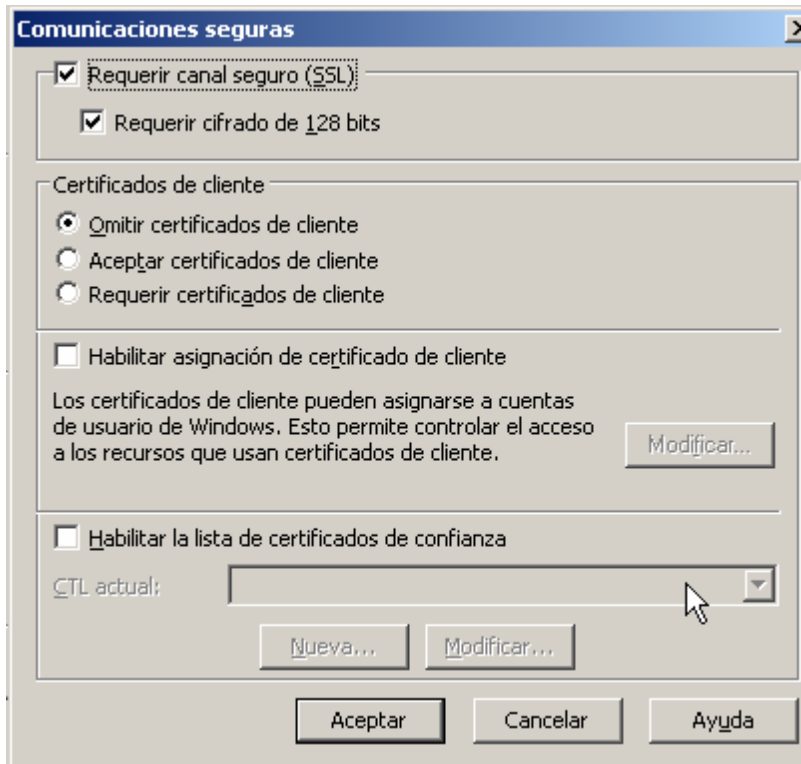 Comunicaciones seguras
Requerir canal seguro (SSL)
Requerir cifrado de 128 bits
Certificados de cliente
Omitir certificados de cliente
Aceptar certificados de cliente
Requerir certificados de cliente
Habilitar asignación de certificado de cliente
Los certificados de cliente pueden asignarse a cuentas
de usuario de Windows. Esto permite controlar el acceso
a los recursos que usan certificados de cliente.
Modificar...
Habilitar la lista de certificados de confianza
CTL actual:
Nueva...
Modificar...
Aceptar
Cancelar
Ayuda